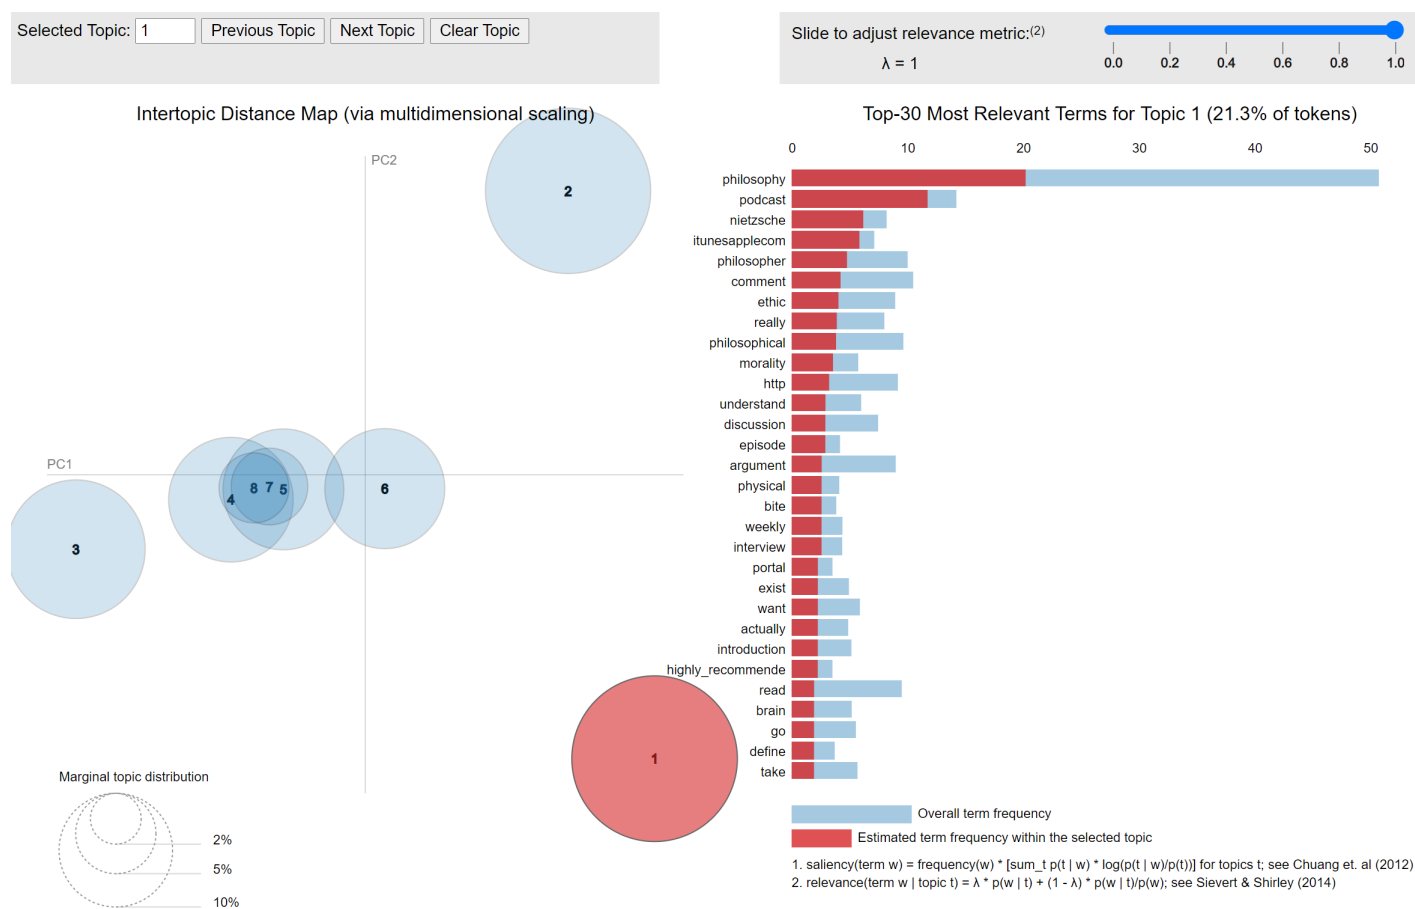 Selected Topic: 1 Previous Topic Next Topic Clear Topic
Slide to adjust relevance metric:(2)
λ = 1
0.0 0.2 0.4 0.6 0.8 1.0
Intertopic Distance Map (via multidimensional scaling)
PC2
PC1
2
3
4
8
7
5
6
1
Marginal topic distribution
2%
5%
10%
Top-30 Most Relevant Terms for Topic 1 (21.3% of tokens)
0 10 20 30 40 50
philosophy
podcast
nietzsche
itunesapplecom
philosopher
comment
ethic
really
philosophical
morality
http
understand
discussion
episode
argument
physical
bite
weekly
interview
portal
exist
want
actually
introduction
highly_recommende
read
brain
go
define
take
Overall term frequency
Estimated term frequency within the selected topic
1. saliency(term w) = frequency(w) * [sum_t p(t | w) * log(p(t | w)/p(t))] for topics t; see Chuang et. al (2012)
2. relevance(term w | topic t) = λ * p(w | t) + (1 - λ) * p(w | t)/p(w); see Sievert & Shirley (2014)